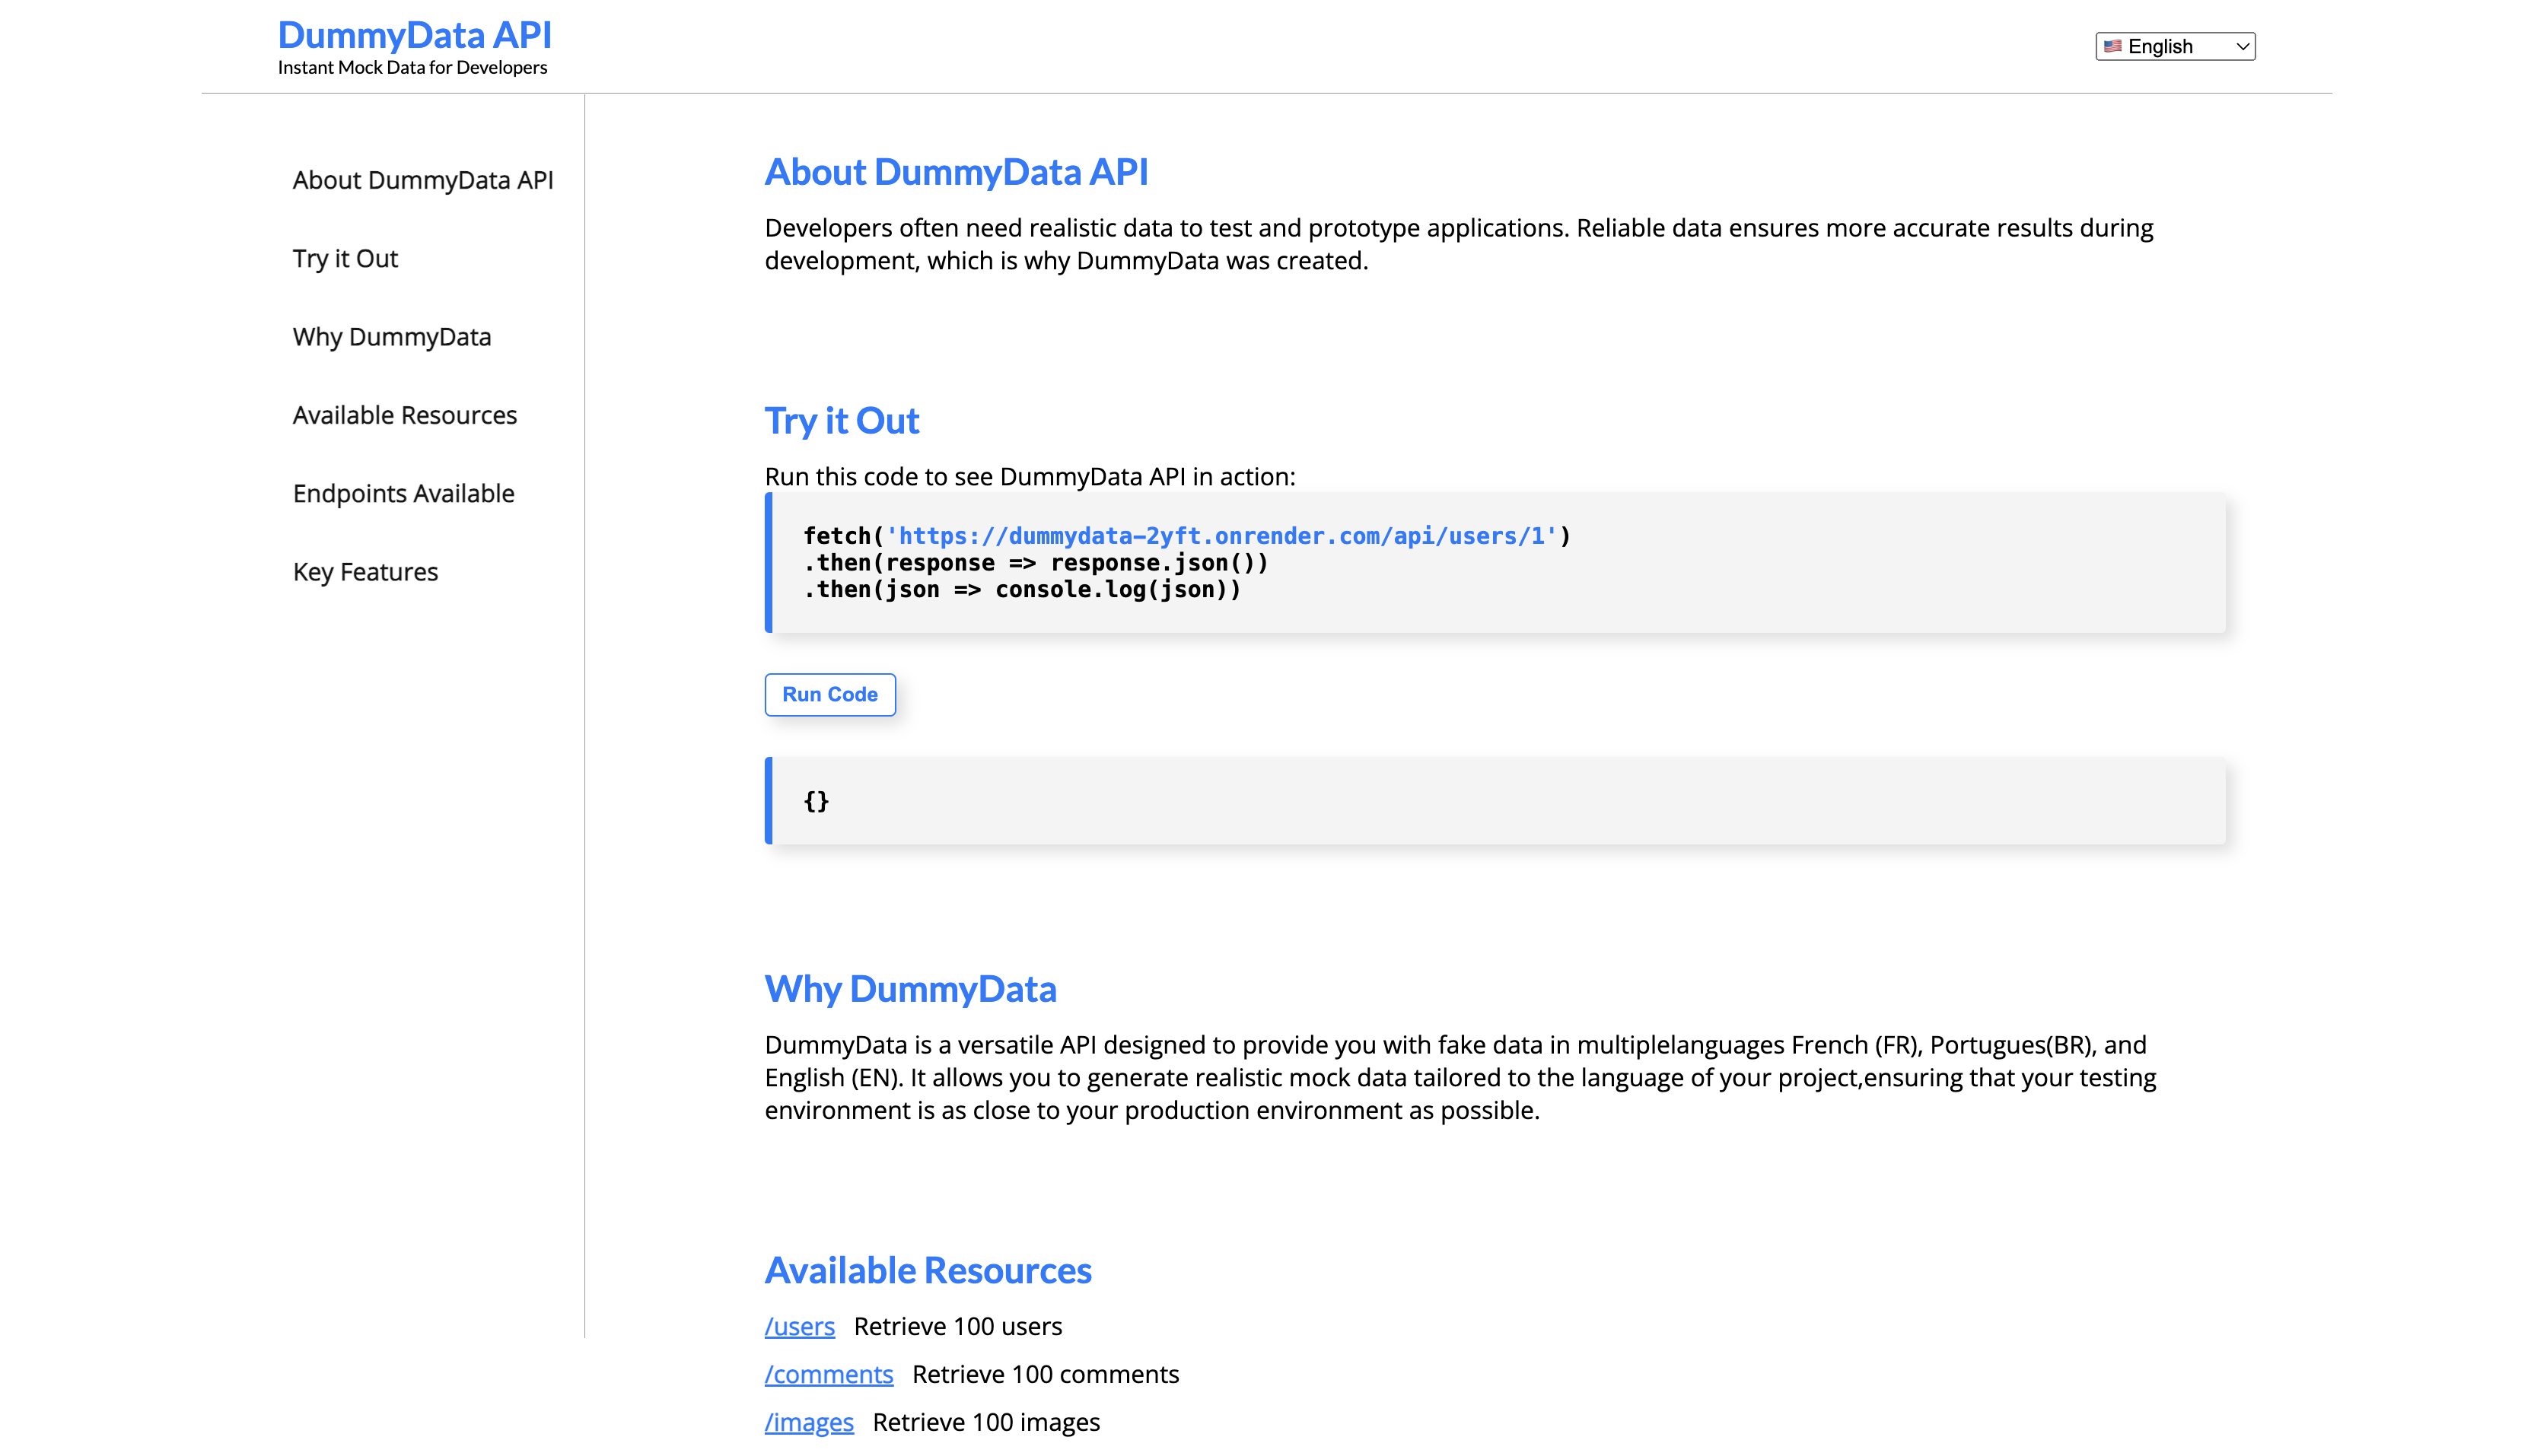 DummyData API
Instant Mock Data for Developers
English
About DummyData API
Try it Out
Why DummyData
Available Resources
Endpoints Available
Key Features
About DummyData API
Developers often need realistic data to test and prototype applications. Reliable data ensures more accurate results during
development, which is why DummyData was created.
Try it Out
Run this code to see DummyData API in action:
fetch('https://dummydata-2yft.onrender.com/api/users/1')
.then(response => response.json())
.then(json => console.log(json))
Run Code
{}
Why DummyData
DummyData is a versatile API designed to provide you with fake data in multiplelanguages French (FR), Portugues(BR), and
English (EN). It allows you to generate realistic mock data tailored to the language of your project,ensuring that your testing
environment is as close to your production environment as possible.
Available Resources
/users Retrieve 100 users
/comments Retrieve 100 comments
/images Retrieve 100 images